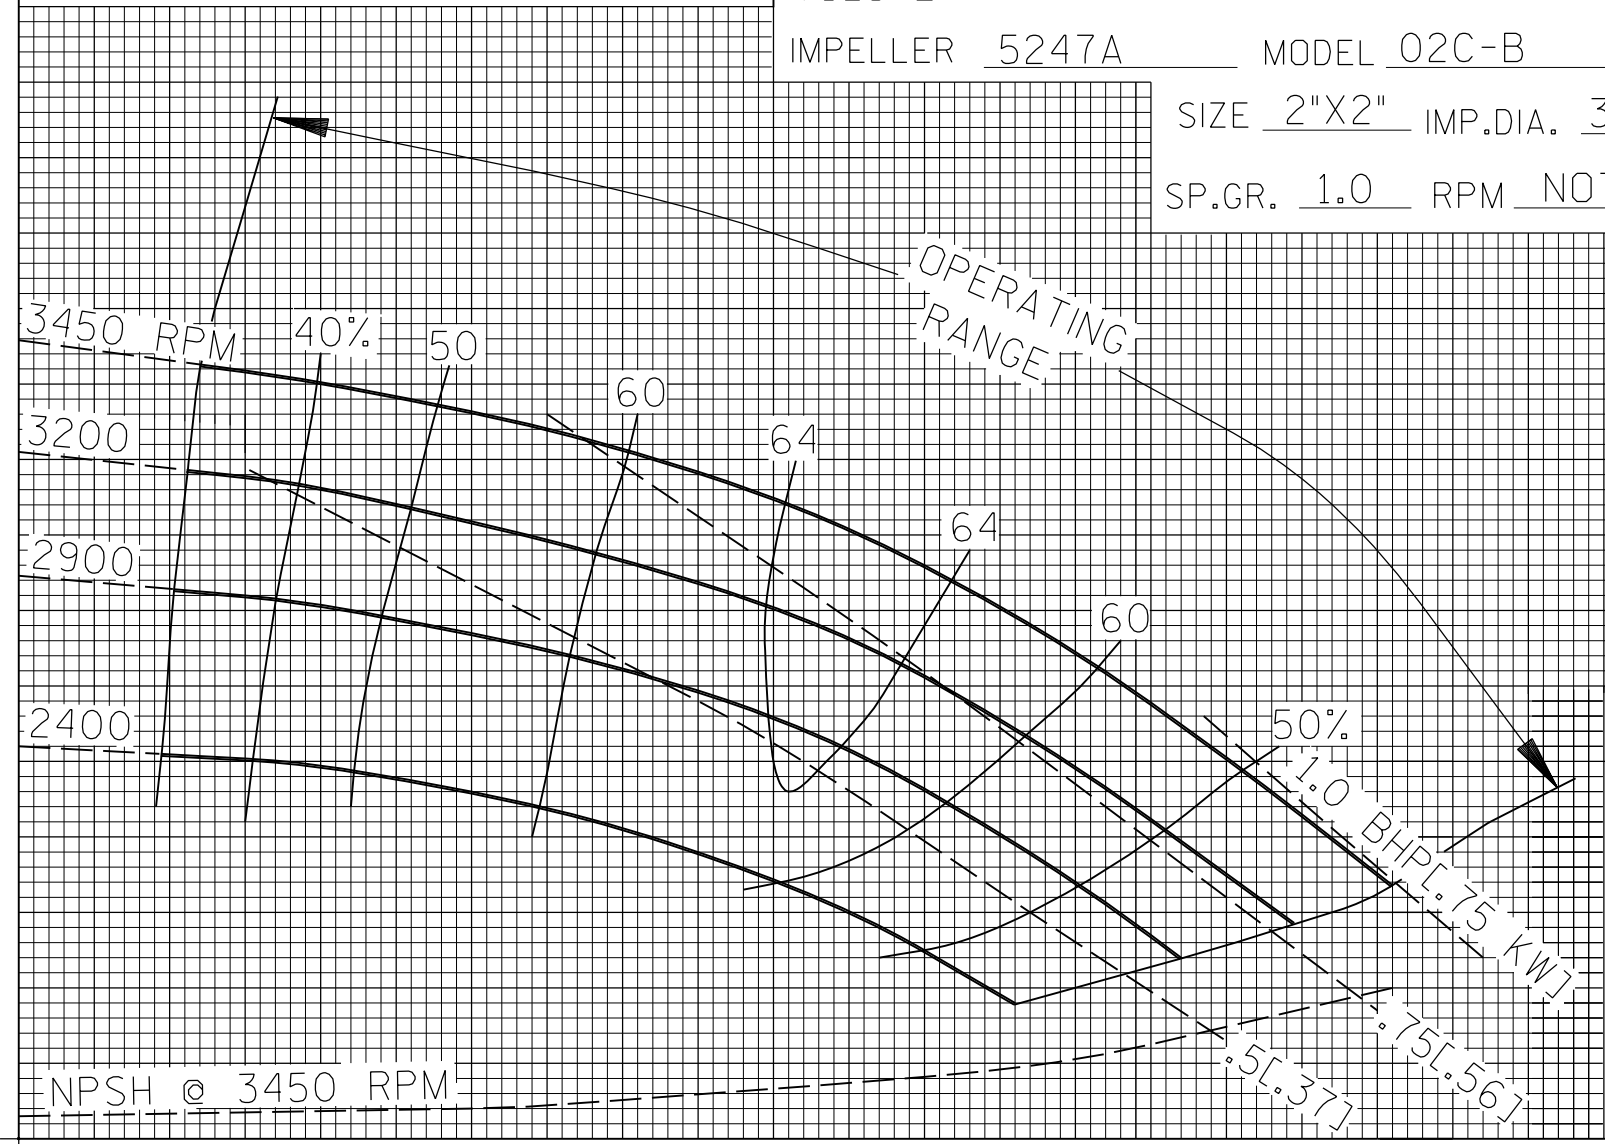 IMPELLER 5247A MODEL 02C-B
SIZE 2"X2" IMP.DIA.
SP.GR. 1.0 RPM
OPERATING
RANGE
3450 RPM
40%
50
60
64
64
60
50%
3200
2900
2400
1.0 BHP[.75 KW]
.75[.56]
.5[.37]
NPSH @ 3450 RPM